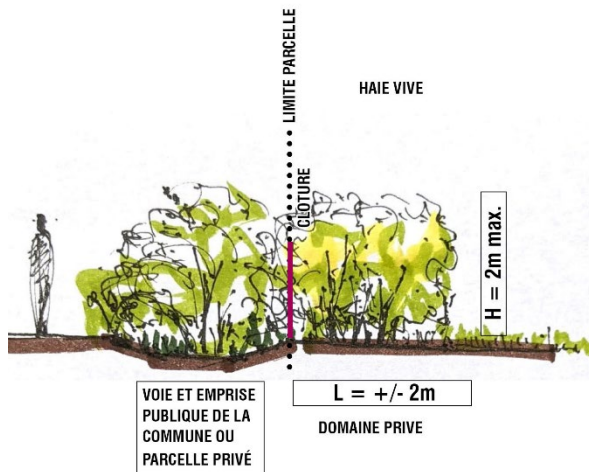 LIMITE PARCELLE
HAIE VIVE
CLOTURE
H = 2m max.
L = +/- 2m
VOIE ET EMPRISE
PUBLIQUE DE LA
COMMUNE OU
PARCELLE PRIVÉ
DOMAINE PRIVE